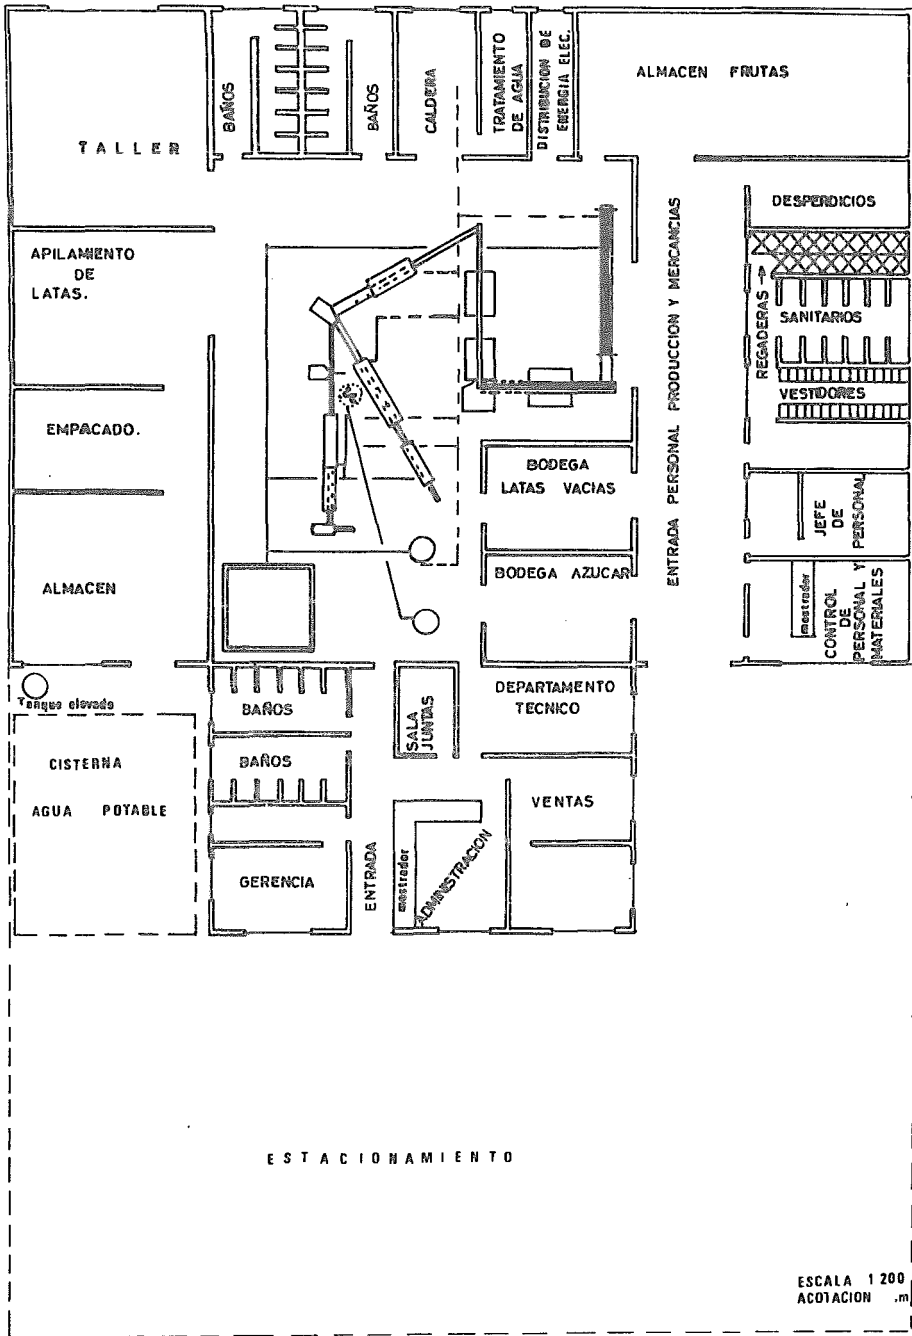 BAÑOS
BAÑOS
CALDERA
TRATAMIENTO
DE AGUA
DISTRIBUCION DE
ENERGIA ELEC.
ALMACEN FRUTAS
TALLER
DESPERDICIOS
APILAMIENTO
DE
LATAS.
REGADERAS →
SANITARIOS
VESTIDORES
ENTRADA PERSONAL PRODUCCION Y MERCANCIAS
EMPACADO.
BODEGA
LATAS VACIAS
JEFE
DE
PERSONAL
ALMACEN
BODEGA AZUCAR
mostrador
CONTROL
DE
PERSONAL Y
MATERIALES
Tanque elevado
BAÑOS
SALA
JUNTAS
DEPARTAMENTO
TECNICO
CISTERNA
AGUA POTABLE
BAÑOS
VENTAS
GERENCIA
ENTRADA
mostrador
ADMINISTRACION
ESTACIONAMIENTO
ESCALA 1 200
ACOTACION .m